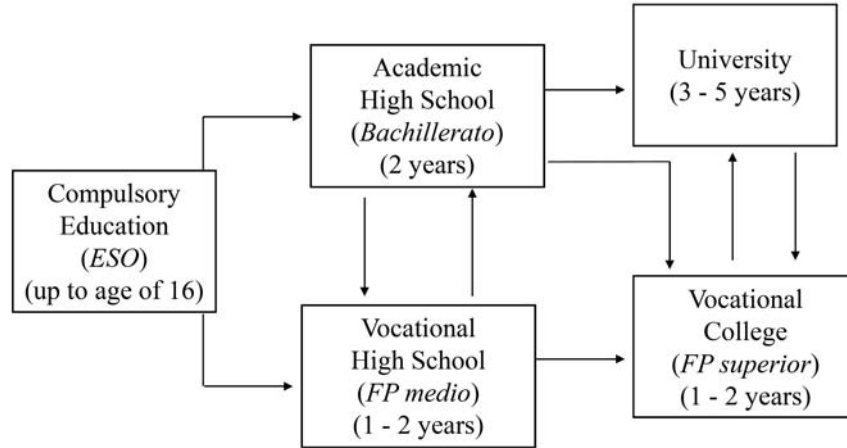 Compulsory
Education
(ESO)
(up to age of 16)
Academic
High School
(Bachillerato)
(2 years)
Vocational
High School
(FP medio)
(1 - 2 years)
University
(3 - 5 years)
Vocational
College
(FP superior)
(1 - 2 years)